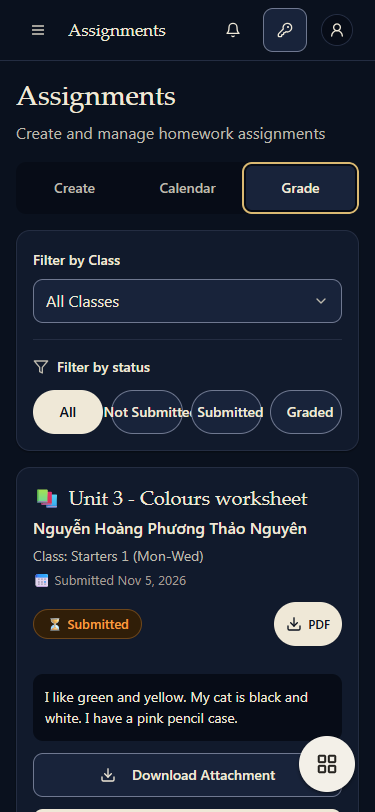 Assignments
Assignments
Create and manage homework assignments
Create
Calendar
Grade
Filter by Class
All Classes
Filter by status
All
Not Submitted
Submitted
Graded
Unit 3 - Colours worksheet
Nguyễn Hoàng Phương Thảo Nguyên
Class: Starters 1 (Mon-Wed)
Submitted Nov 5, 2026
Submitted
PDF
I like green and yellow. My cat is black and
white. I have a pink pencil case.
Download Attachment